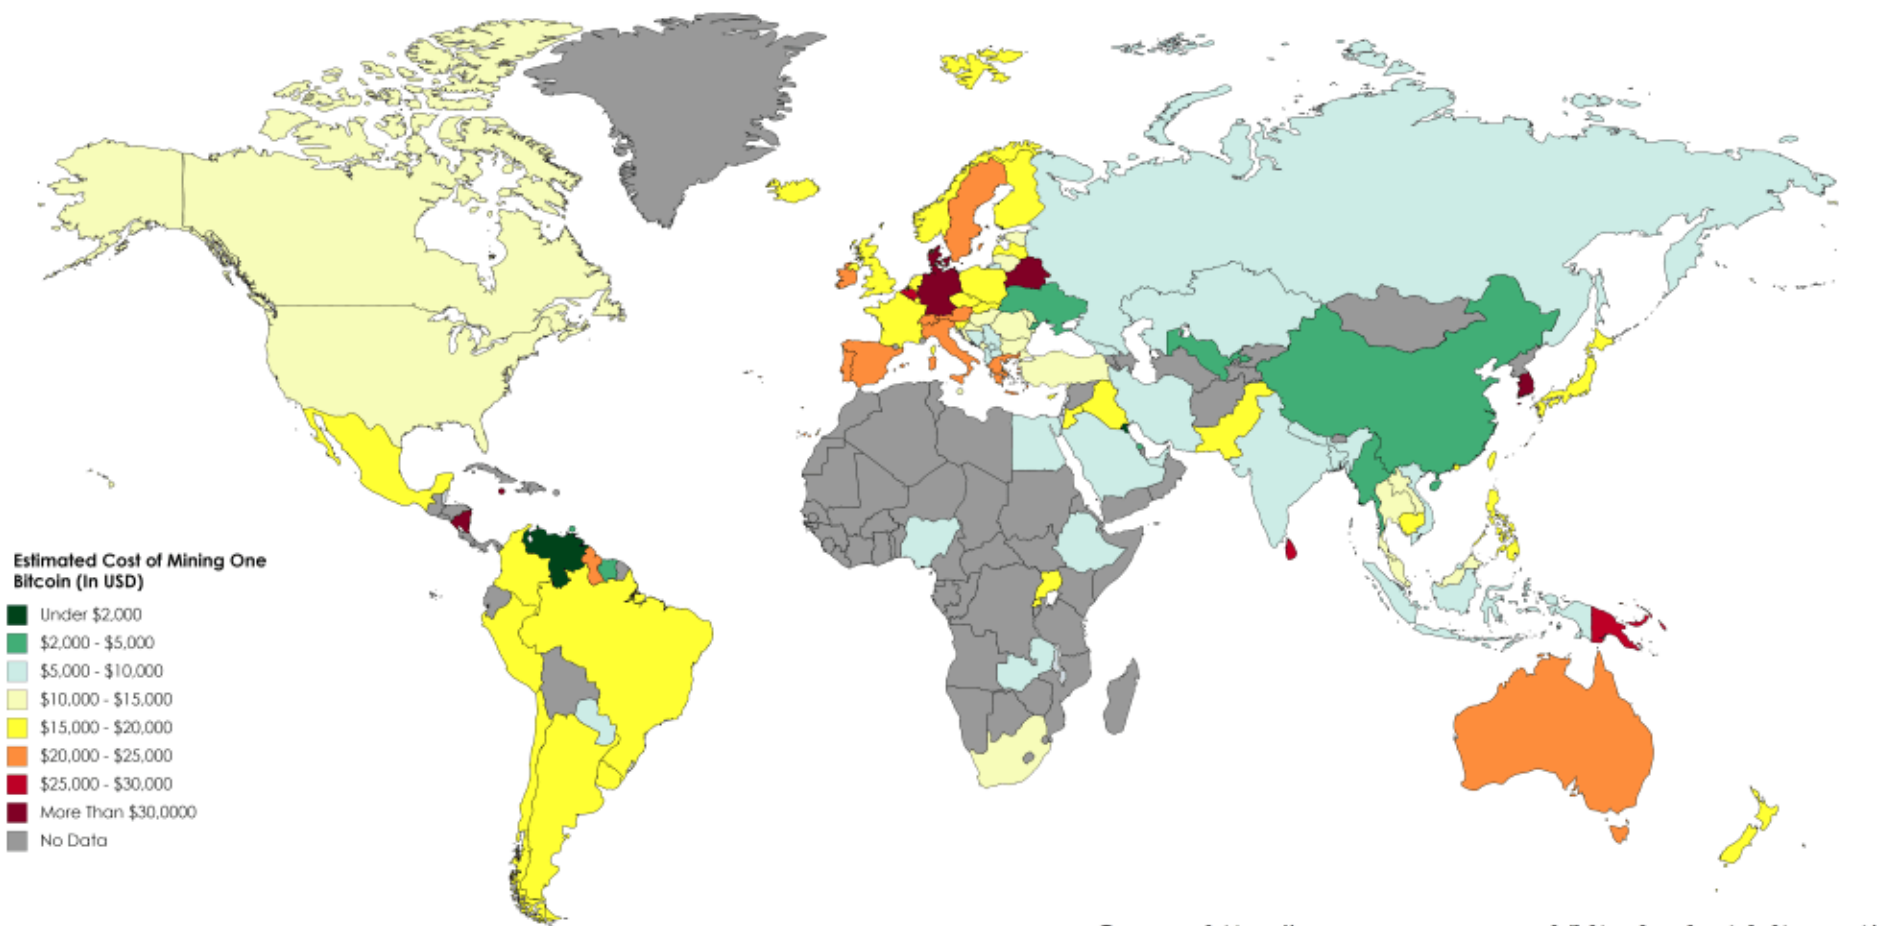 Estimated Cost of Mining One
Bitcoin (In USD)
Under $2,000
$2,000 - $5,000
$5,000 - $10,000
$10,000 - $15,000
$15,000 - $20,000
$20,000 - $25,000
$25,000 - $30,000
More Than $30,0000
No Data